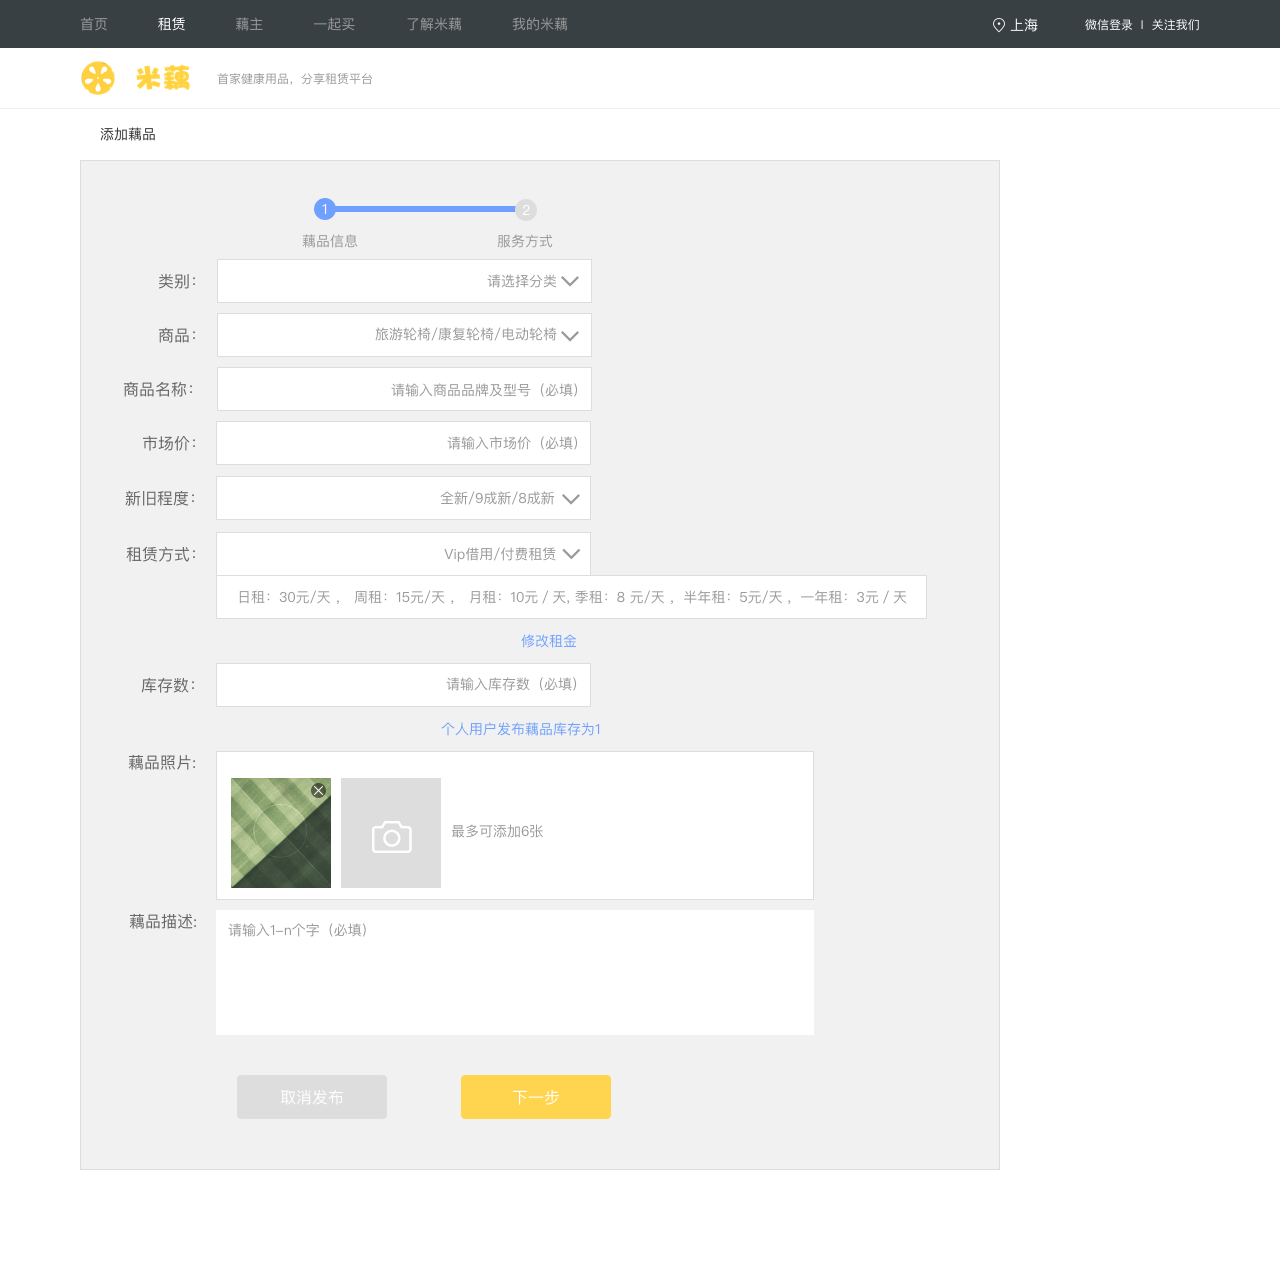 首页 租赁 藕主 一起买 了解米藕 我的米藕 上海 微信登录 | 关注我们
米藕 首家健康用品，分享租赁平台
添加藕品
1 2
藕品信息 服务方式
类别： 请选择分类
商品： 旅游轮椅/康复轮椅/电动轮椅
商品名称： 请输入商品品牌及型号（必填）
市场价： 请输入市场价（必填）
新旧程度： 全新/9成新/8成新
租赁方式： Vip借用/付费租赁
日租：30元/天 ， 周租：15元/天 ， 月租：10元 / 天, 季租：8 元/天 ，半年租：5元/天 ，一年租：3元 / 天
修改租金
库存数： 请输入库存数（必填）
个人用户发布藕品库存为1
藕品照片:
最多可添加6张
藕品描述:
请输入1-n个字（必填）
取消发布 下一步